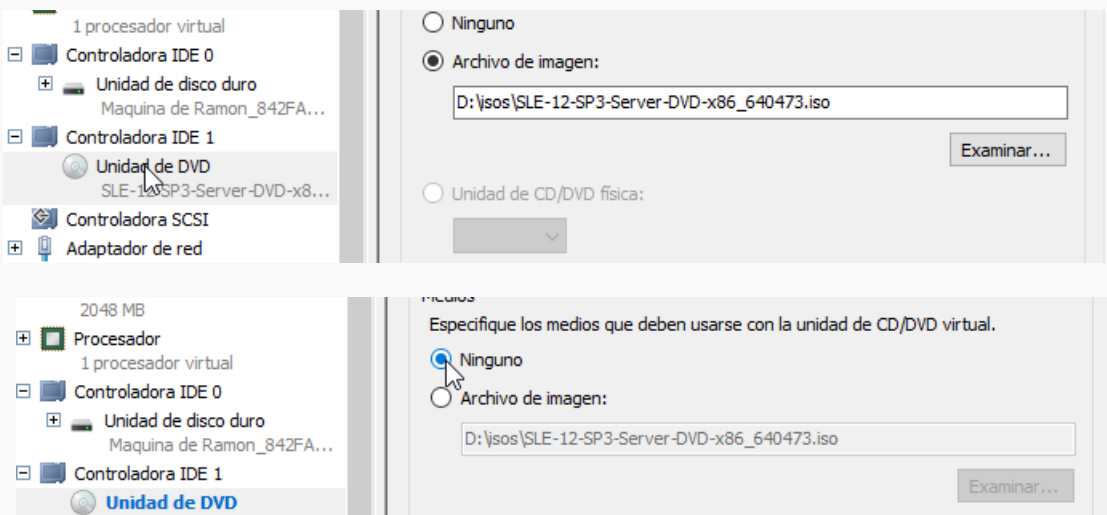 1 procesador virtual
Controladora IDE 0
Unidad de disco duro
Maquina de Ramon_842FA...
Controladora IDE 1
Unidad de DVD
SLE-12-SP3-Server-DVD-x8...
Controladora SCSI
Adaptador de red
Ninguno
Archivo de imagen:
D:\isos\SLE-12-SP3-Server-DVD-x86_640473.iso
Examinar...
Unidad de CD/DVD física:
2048 MB
Procesador
1 procesador virtual
Controladora IDE 0
Unidad de disco duro
Maquina de Ramon_842FA...
Controladora IDE 1
Unidad de DVD
Medios
Especifique los medios que deben usarse con la unidad de CD/DVD virtual.
Ninguno
Archivo de imagen:
D:\isos\SLE-12-SP3-Server-DVD-x86_640473.iso
Examinar...